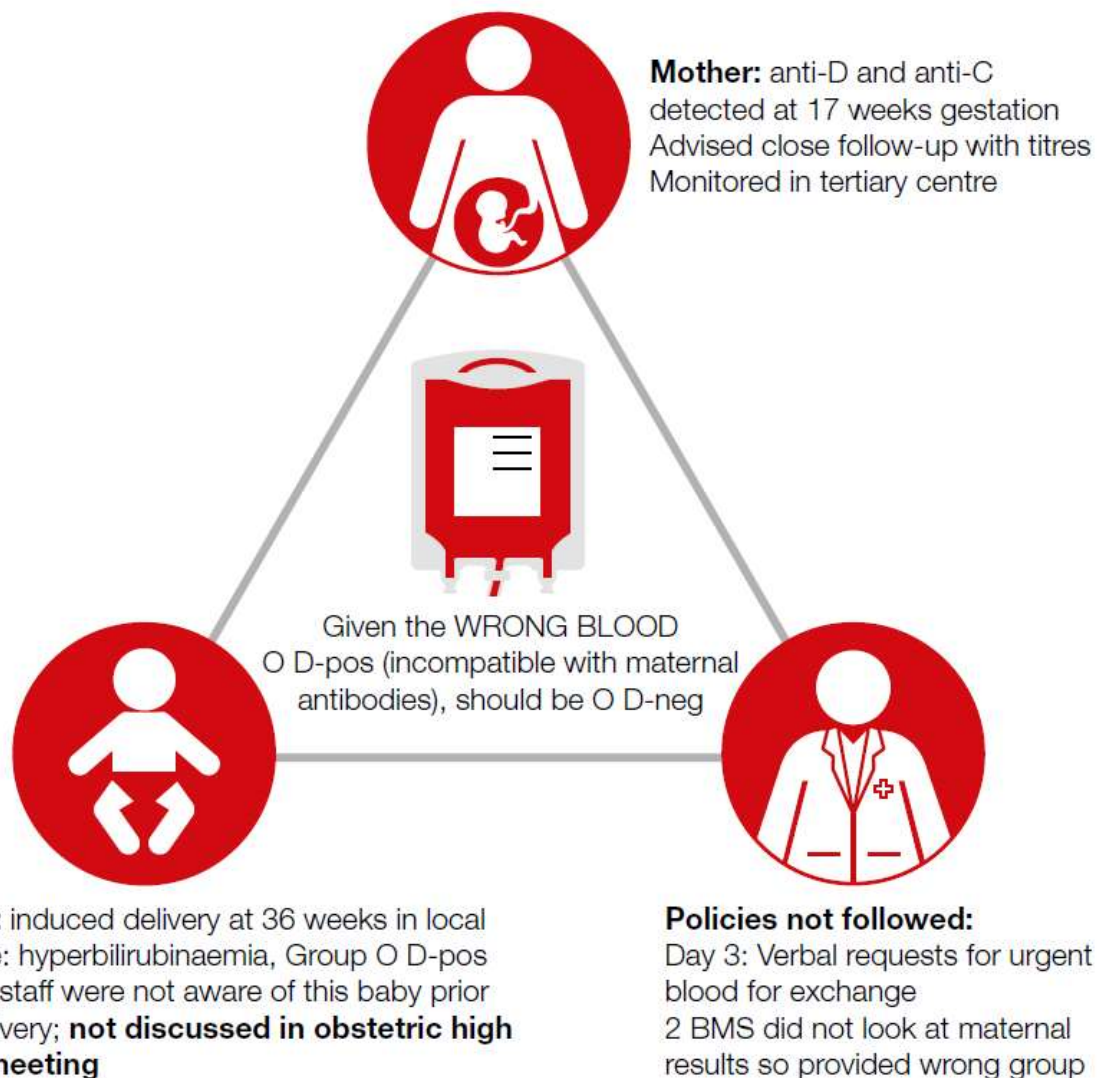 Mother: anti-D and anti-C
detected at 17 weeks gestation
Advised close follow-up with titres
Monitored in tertiary centre
Given the WRONG BLOOD
O D-pos (incompatible with maternal
antibodies), should be O D-neg
: induced delivery at 36 weeks in local
: hyperbilirubinaemia, Group O D-pos
staff were not aware of this baby prior
very; not discussed in obstetric high
meeting
Policies not followed:
Day 3: Verbal requests for urgent
blood for exchange
2 BMS did not look at maternal
results so provided wrong group